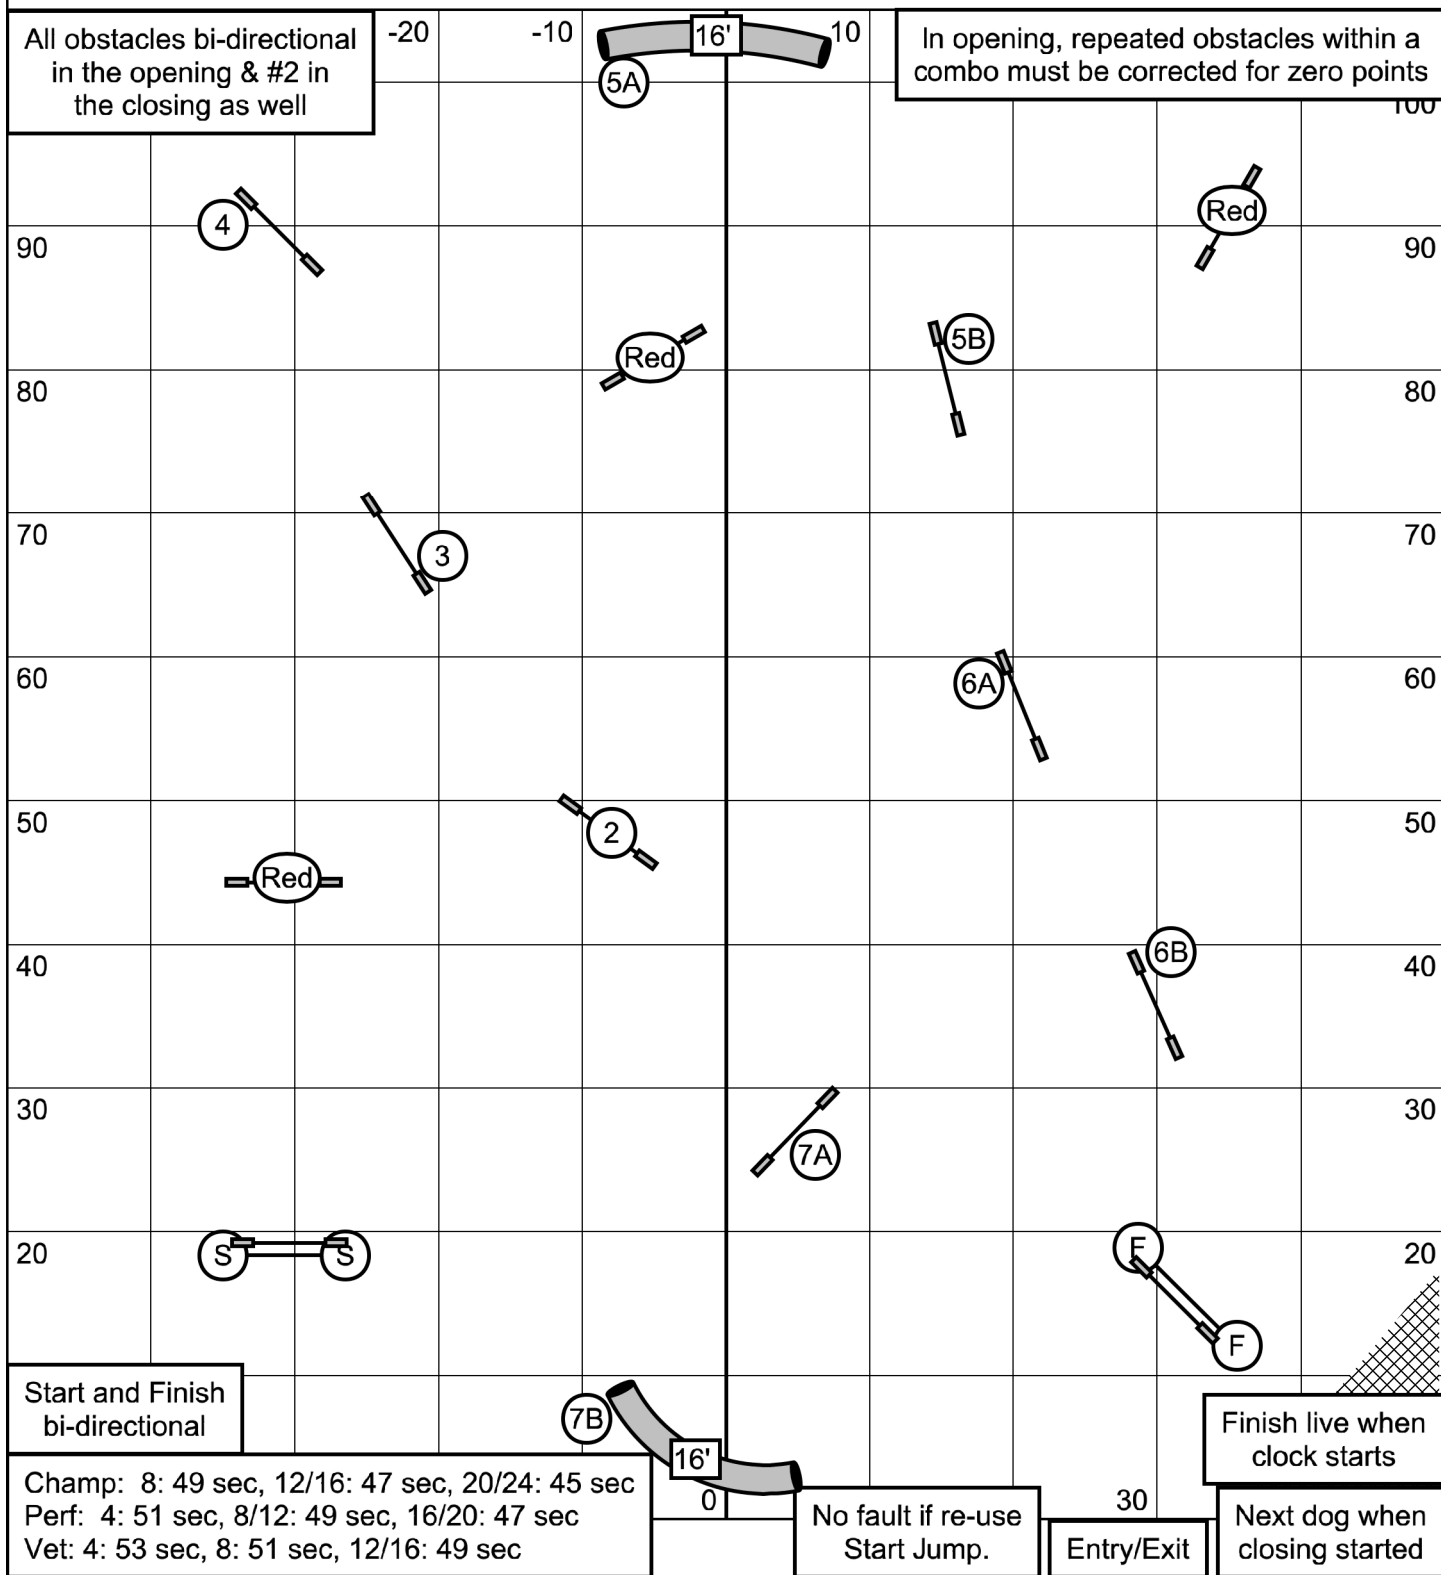 All obstacles bi-directional
in the opening & #2 in
the closing as well
-20
-10
16'
10
In opening, repeated obstacles within a
combo must be corrected for zero points
5A
100
4
Red
90
90
5B
Red
80
80
70
3
70
60
6A
60
50
2
50
Red
40
6B
40
30
7A
30
20
S
S
F
20
F
Start and Finish
bi-directional
7B
16'
Finish live when
clock starts
Champ: 8: 49 sec, 12/16: 47 sec, 20/24: 45 sec
Perf: 4: 51 sec, 8/12: 49 sec, 16/20: 47 sec
Vet: 4: 53 sec, 8: 51 sec, 12/16: 49 sec
0
No fault if re-use
Start Jump.
30
Entry/Exit
Next dog when
closing started